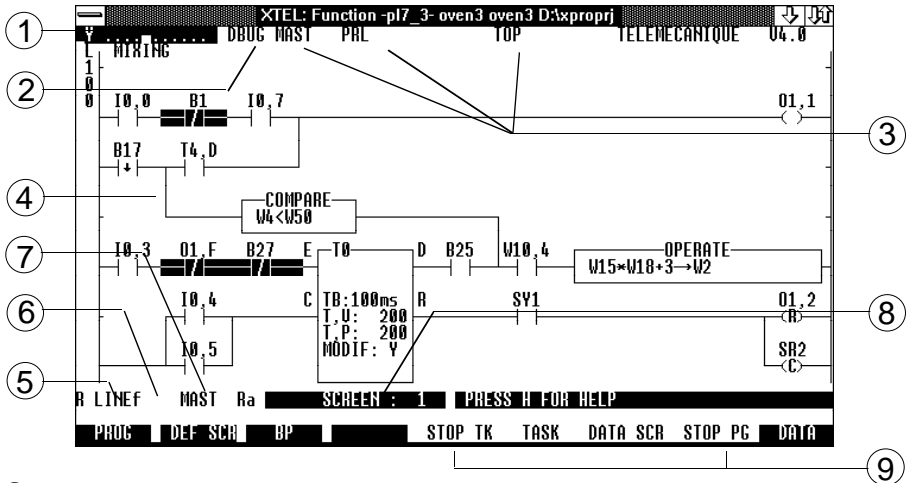 XTEL: Function -pl7_3- oven3 oven3 D:\xproprj
1 Y DBUG MAST PRL TOP TELEMECANIQUE V4.0
L MIXING
1
2 0
0 I0,0 B1 I0,7 O1,1
3
B17 T4,D
4 COMPARE
W4<W50
7 I0,3 O1,F B27 E T0 D B25 W10,4 OPERATE
W15*W18+3→W2
I0,4 C TB:100ms R SY1 O1,2
(R)
T,V: 200
6 T,P: 200 8
I0,5 MODIF: Y SR2
(C)
5
R LINEf MAST Ra SCREEN : 1 PRESS H FOR HELP
PROG DEF SCR BP STOP TK TASK DATA SCR STOP PG DATA
9